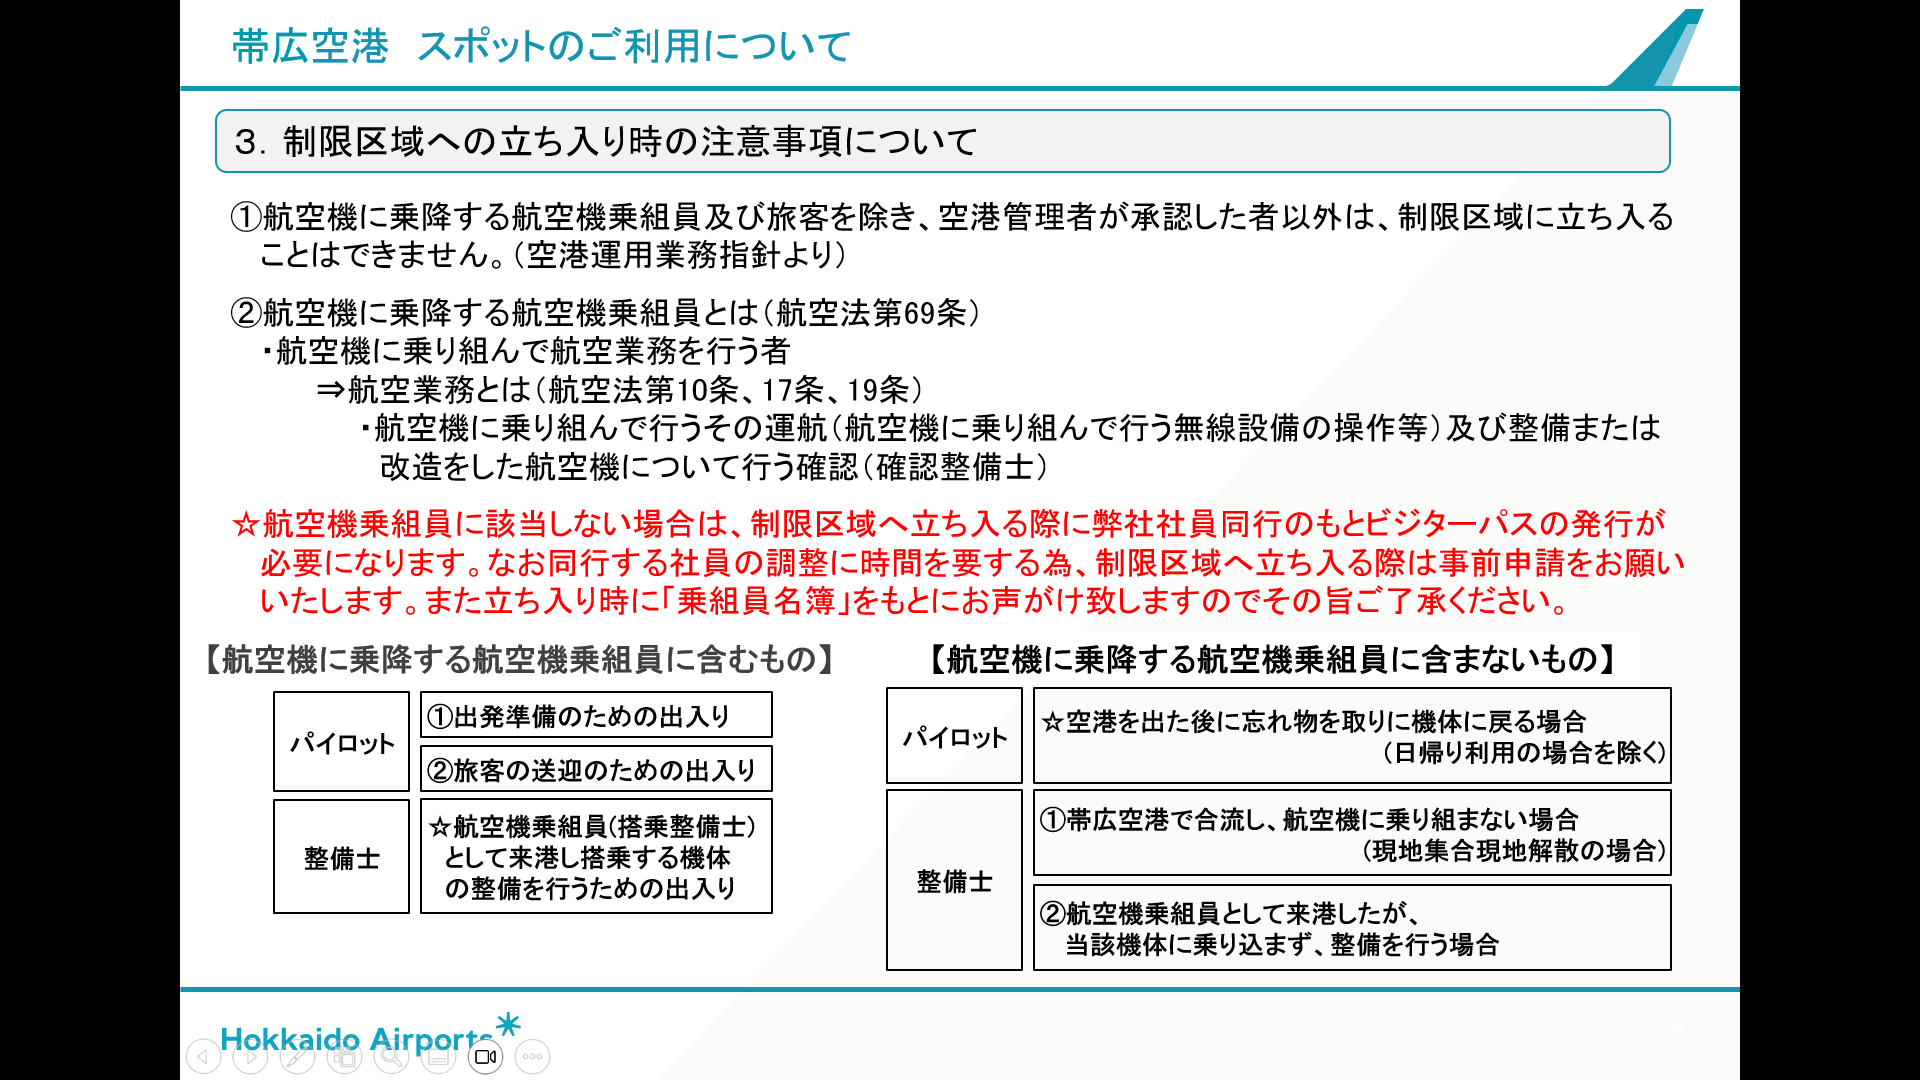 帯広空港　スポットのご利用について
３．制限区域への立ち入り時の注意事項について
①航空機に乗降する航空機乗組員及び旅客を除き、空港管理者が承認した者以外は、制限区域に立ち入る
ことはできません。（空港運用業務指針より）
②航空機に乗降する航空機乗組員とは（航空法第69条）
・航空機に乗り組んで航空業務を行う者
⇒航空業務とは（航空法第10条、17条、19条）
・航空機に乗り組んで行うその運航（航空機に乗り組んで行う無線設備の操作等）及び整備または
改造をした航空機について行う確認（確認整備士）
☆航空機乗組員に該当しない場合は、制限区域へ立ち入る際に弊社社員同行のもとビジターパスの発行が
必要になります。なお同行する社員の調整に時間を要する為、制限区域へ立ち入る際は事前申請をお願い
いたします。また立ち入り時に「乗組員名簿」をもとにお声がけ致しますのでその旨ご了承ください。
【航空機に乗降する航空機乗組員に含むもの】
パイロット
①出発準備のための出入り
②旅客の送迎のための出入り
整備士
☆航空機乗組員(搭乗整備士)
として来港し搭乗する機体
の整備を行うための出入り
【航空機に乗降する航空機乗組員に含まないもの】
パイロット
☆空港を出た後に忘れ物を取りに機体に戻る場合
（日帰り利用の場合を除く）
整備士
①帯広空港で合流し、航空機に乗り組まない場合
（現地集合現地解散の場合）
②航空機乗組員として来港したが、
当該機体に乗り込まず、整備を行う場合
Hokkaido Airports